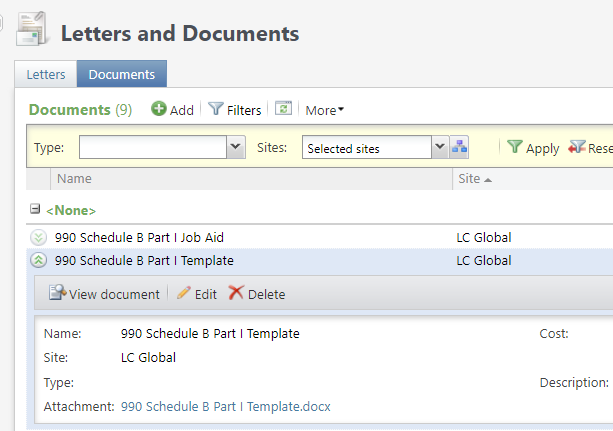 Letters and Documents
Letters Documents
Documents (9) Add Filters More
Type: Sites: Selected sites Apply Rese
Name Site
<None>
990 Schedule B Part I Job Aid LC Global
990 Schedule B Part I Template LC Global
View document Edit Delete
Name: 990 Schedule B Part I Template Cost:
Site: LC Global
Type: Description:
Attachment: 990 Schedule B Part I Template.docx